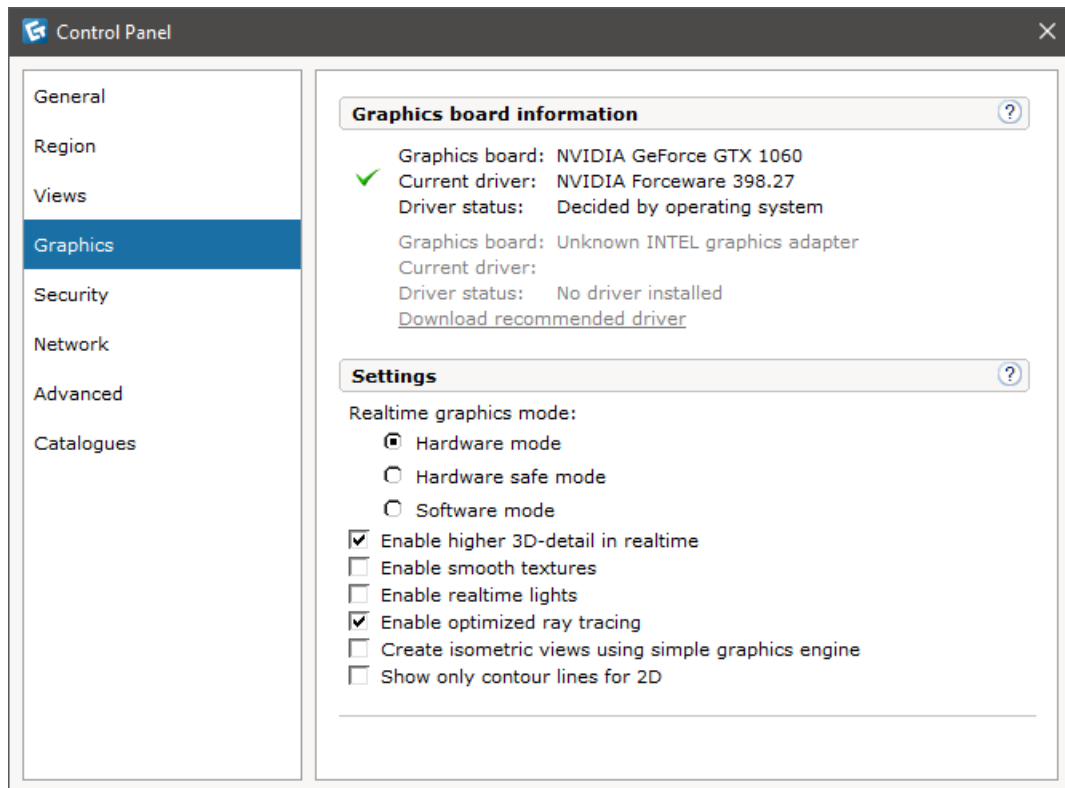 Control Panel
General
Region
Views
Graphics
Security
Network
Advanced
Catalogues
Graphics board information
Graphics board: NVIDIA GeForce GTX 1060
Current driver: NVIDIA Forceware 398.27
Driver status: Decided by operating system
Graphics board: Unknown INTEL graphics adapter
Current driver:
Driver status: No driver installed
Download recommended driver
Settings
Realtime graphics mode:
Hardware mode
Hardware safe mode
Software mode
Enable higher 3D-detail in realtime
Enable smooth textures
Enable realtime lights
Enable optimized ray tracing
Create isometric views using simple graphics engine
Show only contour lines for 2D